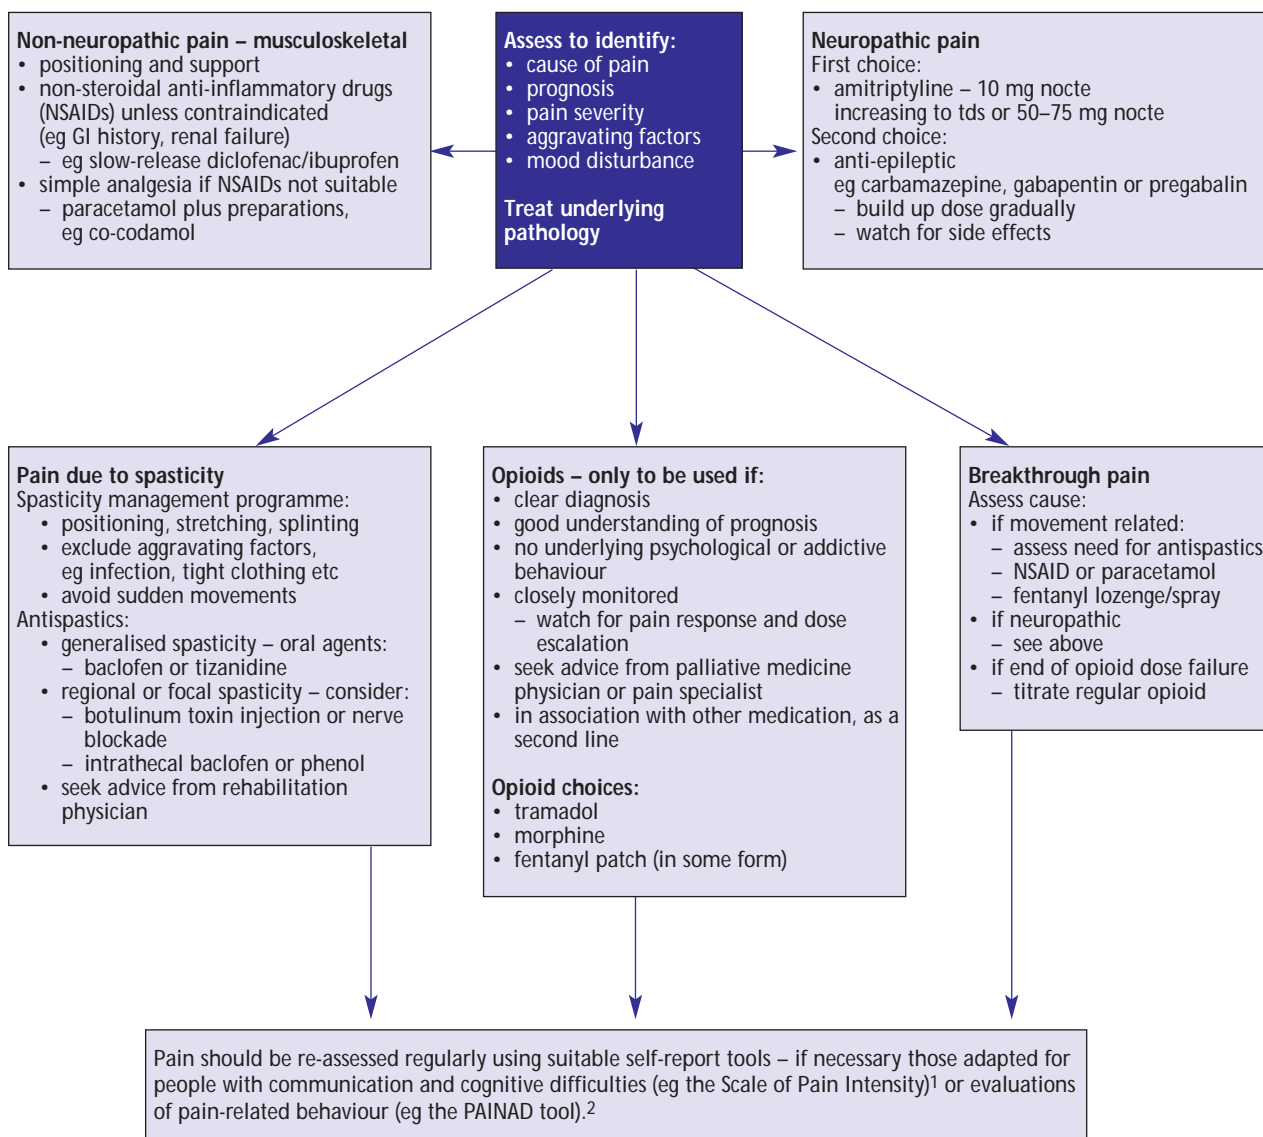 Non-neuropathic pain – musculoskeletal
• positioning and support
• non-steroidal anti-inflammatory drugs
(NSAIDs) unless contraindicated
(eg GI history, renal failure)
– eg slow-release diclofenac/ibuprofen
• simple analgesia if NSAIDs not suitable
– paracetamol plus preparations,
eg co-codamol
Assess to identify:
• cause of pain
• prognosis
• pain severity
• aggravating factors
• mood disturbance
Treat underlying
pathology
Neuropathic pain
First choice:
• amitriptyline – 10 mg nocte
increasing to tds or 50–75 mg nocte
Second choice:
• anti-epileptic
eg carbamazepine, gabapentin or pregabalin
– build up dose gradually
– watch for side effects
Pain due to spasticity
Spasticity management programme:
• positioning, stretching, splinting
• exclude aggravating factors,
eg infection, tight clothing etc
• avoid sudden movements
Antispastics:
• generalised spasticity – oral agents:
– baclofen or tizanidine
• regional or focal spasticity – consider:
– botulinum toxin injection or nerve
blockade
– intrathecal baclofen or phenol
• seek advice from rehabilitation
physician
Opioids – only to be used if:
• clear diagnosis
• good understanding of prognosis
• no underlying psychological or addictive
behaviour
• closely monitored
– watch for pain response and dose
escalation
• seek advice from palliative medicine
physician or pain specialist
• in association with other medication, as a
second line
Opioid choices:
• tramadol
• morphine
• fentanyl patch (in some form)
Breakthrough pain
Assess cause:
• if movement related:
– assess need for antispastics
– NSAID or paracetamol
– fentanyl lozenge/spray
• if neuropathic
– see above
• if end of opioid dose failure
– titrate regular opioid
Pain should be re-assessed regularly using suitable self-report tools – if necessary those adapted for
people with communication and cognitive difficulties (eg the Scale of Pain Intensity)1 or evaluations
of pain-related behaviour (eg the PAINAD tool).2